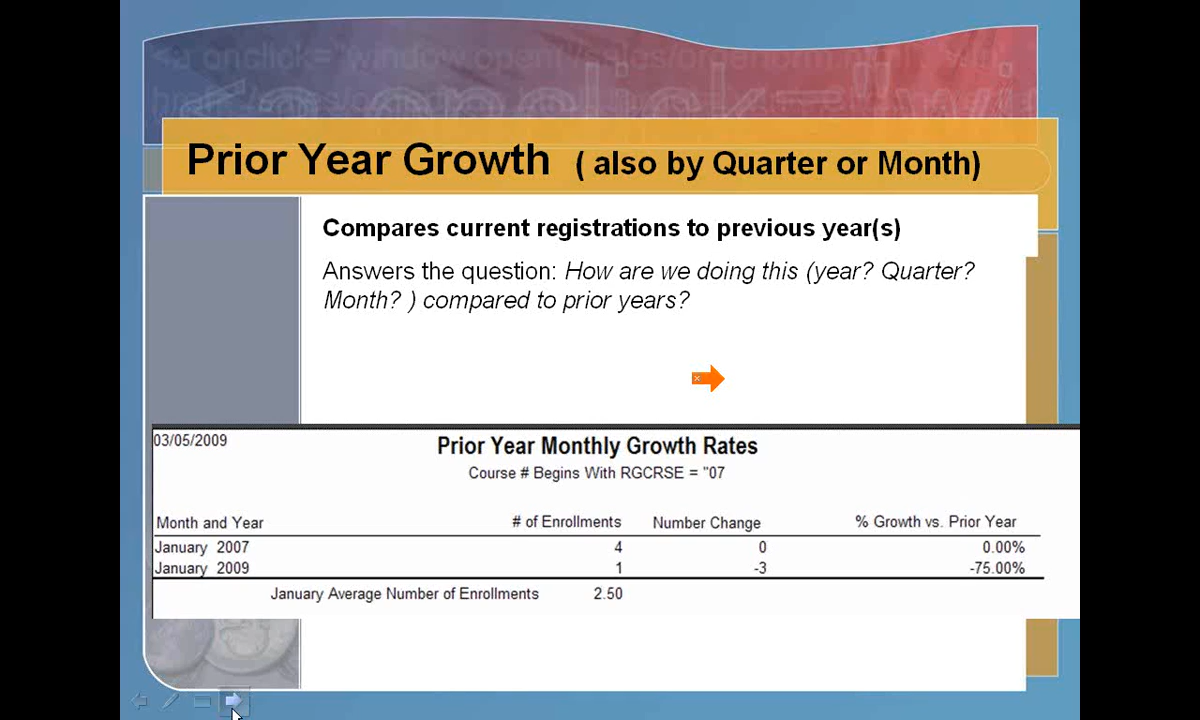 Prior Year Growth ( also by Quarter or Month)
Compares current registrations to previous year(s)
Answers the question: How are we doing this (year? Quarter?
Month? ) compared to prior years?
03/05/2009
Prior Year Monthly Growth Rates
Course # Begins With RGCRSE = "07
Month and Year # of Enrollments Number Change % Growth vs. Prior Year
January 2007 4 0 0.00%
January 2009 1 -3 -75.00%
January Average Number of Enrollments 2.50